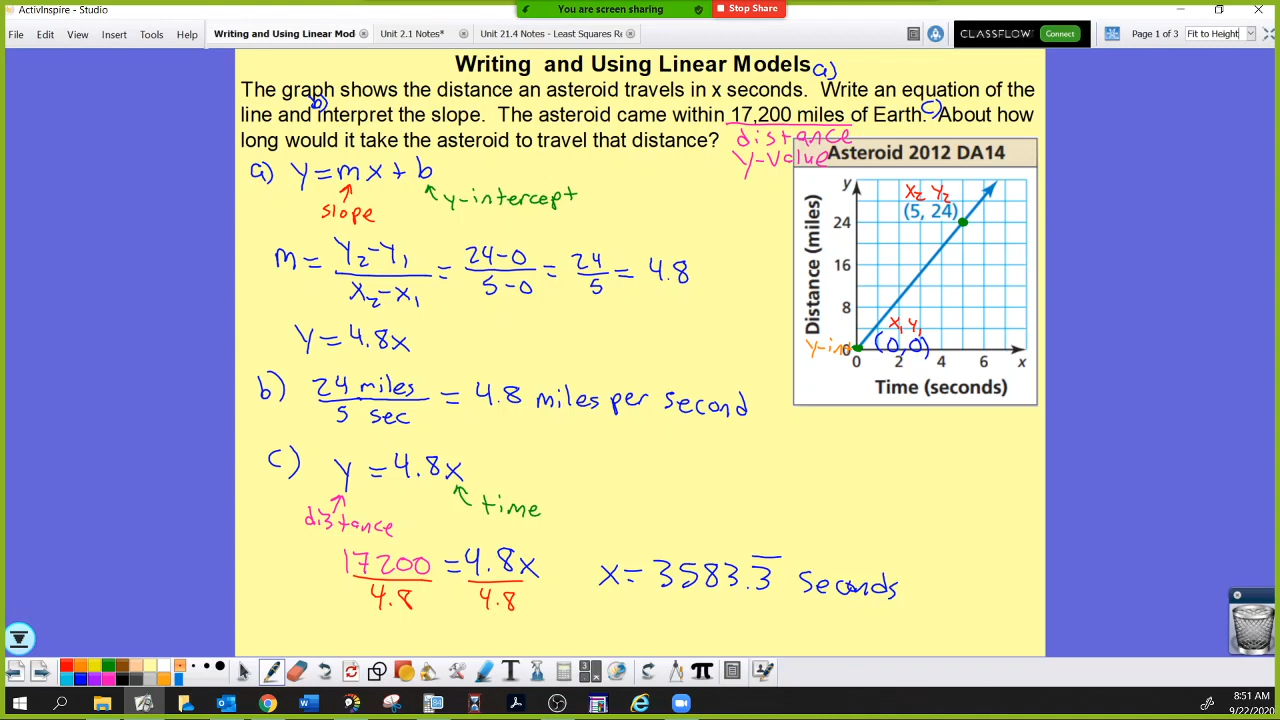 ActivInspire - Studio
You are screen sharing
Stop Share
File Edit View Insert Tools Help
Writing and Using Linear Mod
Unit 2.1 Notes*
Unit 21.4 Notes - Least Squares Re
CLASSFLOW Connect
Page 1 of 3
Fit to Height
Writing and Using Linear Models
a)
The graph shows the distance an asteroid travels in x seconds. Write an equation of the
b) c)
line and interpret the slope. The asteroid came within 17,200 miles of Earth. About how
long would it take the asteroid to travel that distance?
distance
y-value
Asteroid 2012 DA14
y
Distance (miles)
24
16
8
0
0 2 4 6 x
Time (seconds)
X2 Y2
(5, 24)
X1 Y1
(0,0)
y-int
a) y = mx + b
slope
y-intercept
m = Y2-Y1 / X2-X1 = 24-0 / 5-0 = 24/5 = 4.8
y = 4.8x
b) 24 miles / 5 sec = 4.8 miles per second
c) y = 4.8x
distance
time
17200 = 4.8x
4.8 4.8
x = 3583.3̅ seconds
8:51 AM
9/22/2020